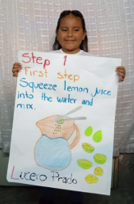 Step 1
First step
Squeeze lemon juice
into the water and
mix.
Lucero Prado